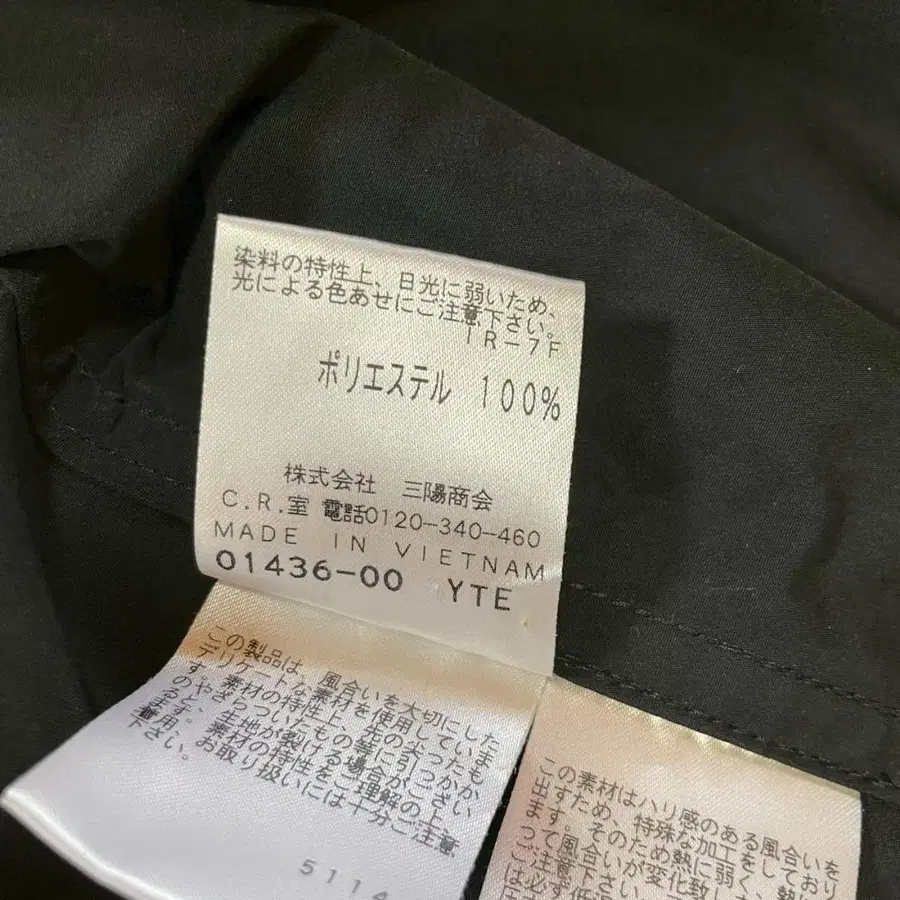 染料の特性上、日光に弱いため、
光による色あせにご注意下さい。
IR-7F
ポリエステル 100%
株式会社 三陽商会
C.R.室 電話0120-340-460
MADE IN VIETNAM
01436-00 YTE
この製品は、風合いを大切にしたま
デリケートな素材を使用しています
す。素材の特性上、先の尖ったもの
のやざらついたもの等に引っかか
ると、生地が裂ける場合がござい
ます。素材の特性をご理解の上、
着用。お取り扱いには十分ご注意
下さい。
5114
この素材はハリ感のある風合いを
出すため、特殊な加工をしており
ます。そのため熱に弱く、
って風合いが変化致し
は必ず低温